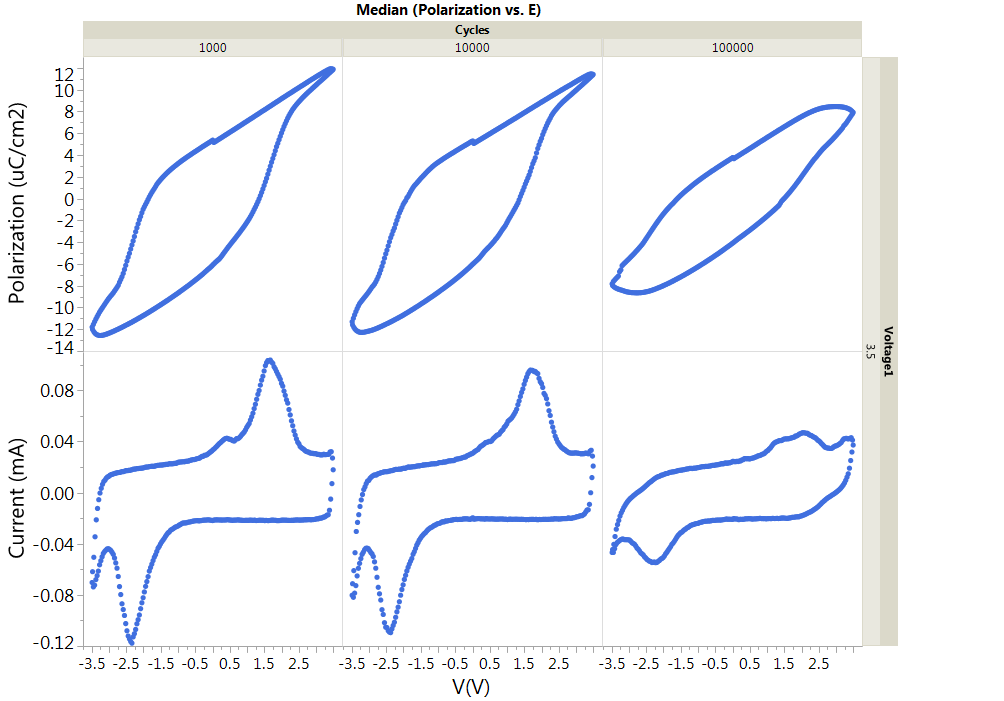 Median (Polarization vs. E)
Cycles
1000 10000 100000
Polarization (uC/cm2)
12
10
8
6
4
2
0
-2
-4
-6
-8
-10
-12
-14
Current (mA)
0.08
0.04
0.00
-0.04
-0.08
-0.12
-3.5 -2.5 -1.5 -0.5 0.5 1.5 2.5 -3.5 -2.5 -1.5 -0.5 0.5 1.5 2.5 -3.5 -2.5 -1.5 -0.5 0.5 1.5 2.5
V(V)
3.5
Voltage1